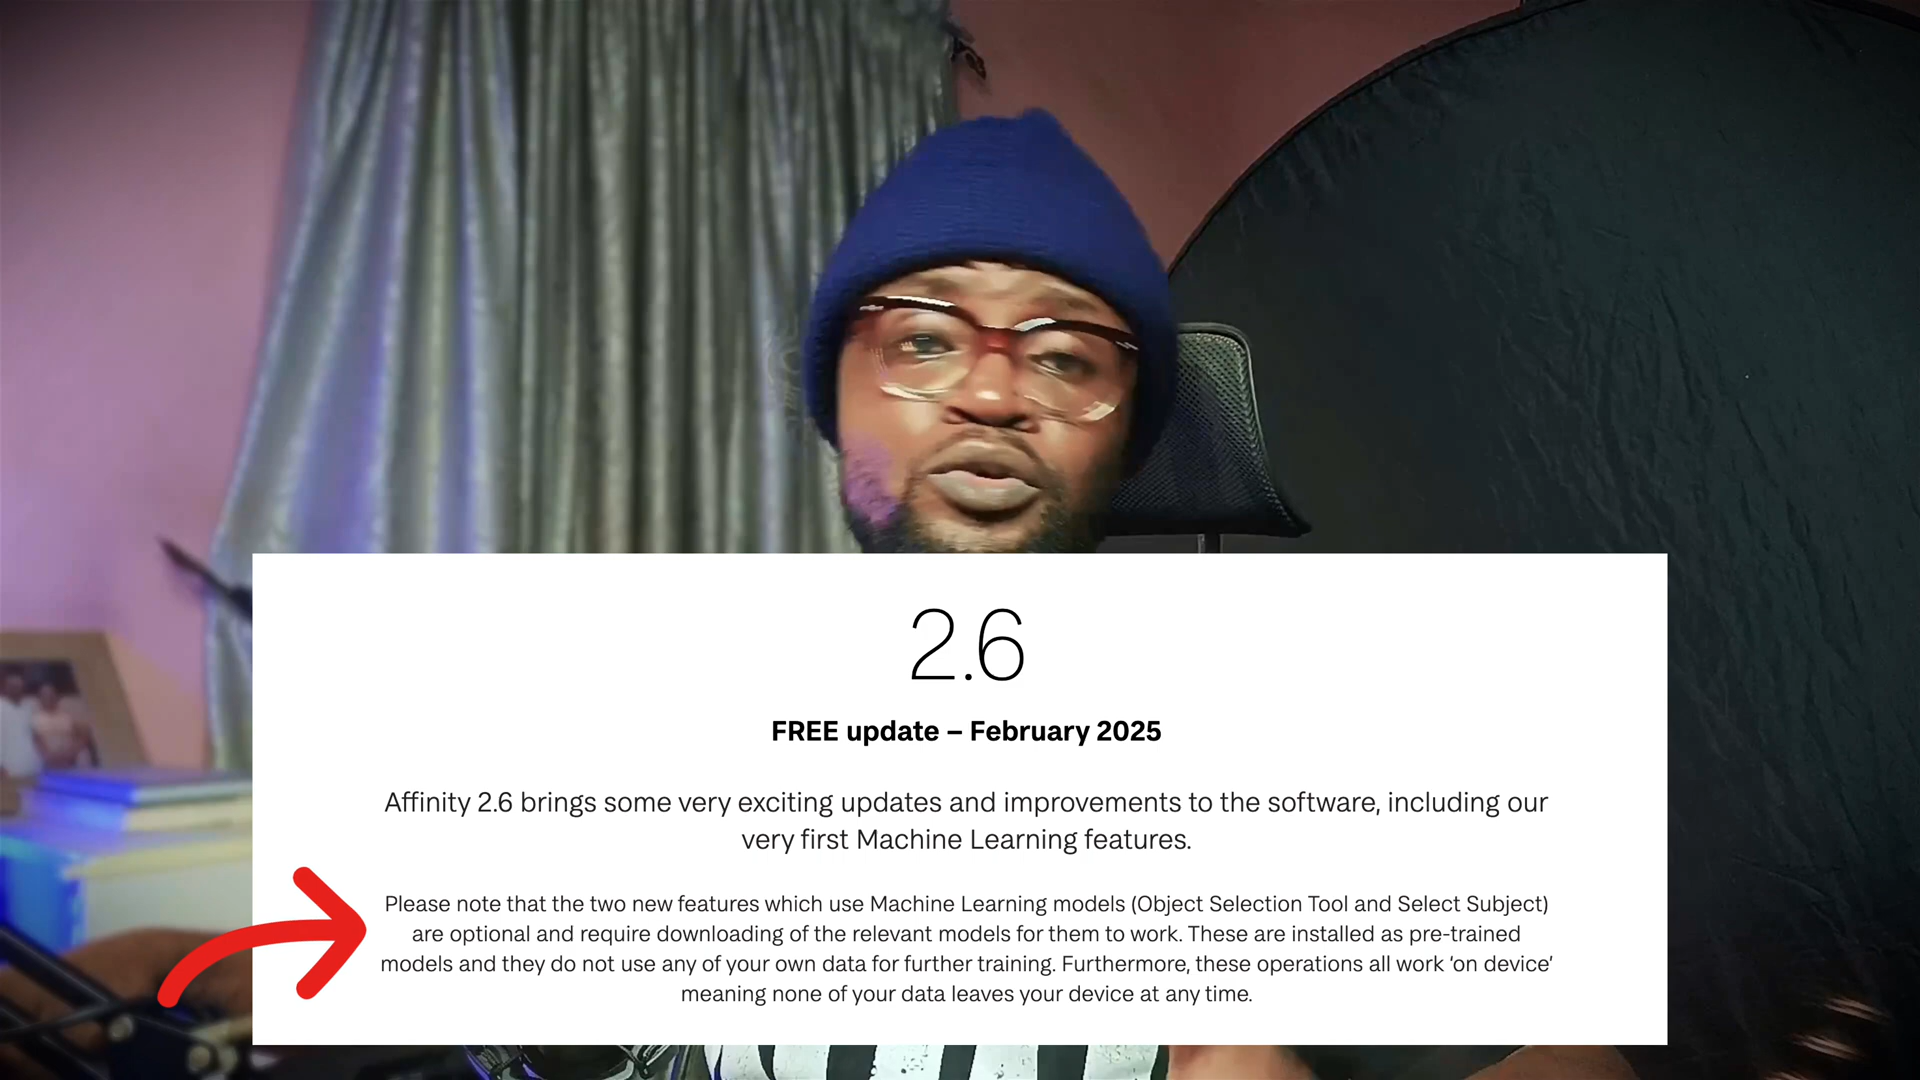 2.6
FREE update – February 2025
Affinity 2.6 brings some very exciting updates and improvements to the software, including our
very first Machine Learning features.
Please note that the two new features which use Machine Learning models (Object Selection Tool and Select Subject)
are optional and require downloading of the relevant models for them to work. These are installed as pre-trained
models and they do not use any of your own data for further training. Furthermore, these operations all work ‘on device’
meaning none of your data leaves your device at any time.